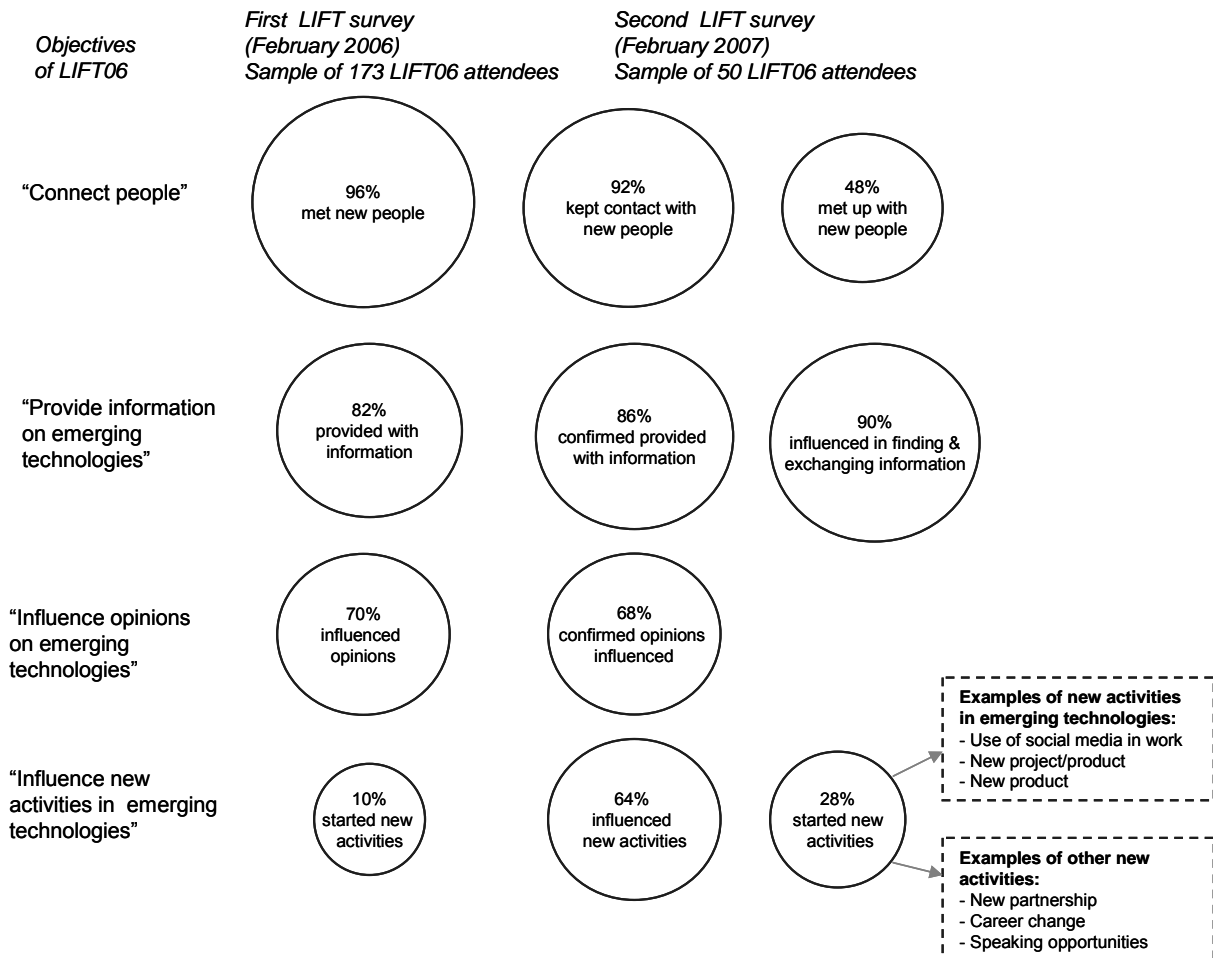 Objectives
of LIFT06
First LIFT survey
(February 2006)
Sample of 173 LIFT06 attendees
Second LIFT survey
(February 2007)
Sample of 50 LIFT06 attendees
“Connect people”
96%
met new people
92%
kept contact with
new people
48%
met up with
new people
“Provide information
on emerging
technologies”
82%
provided with
information
86%
confirmed provided
with information
90%
influenced in finding &
exchanging information
“Influence opinions
on emerging
technologies”
70%
influenced
opinions
68%
confirmed opinions
influenced
“Influence new
activities in emerging
technologies”
10%
started new
activities
64%
influenced
new activities
28%
started new
activities
Examples of new activities
in emerging technologies:
- Use of social media in work
- New project/product
- New product
Examples of other new
activities:
- New partnership
- Career change
- Speaking opportunities